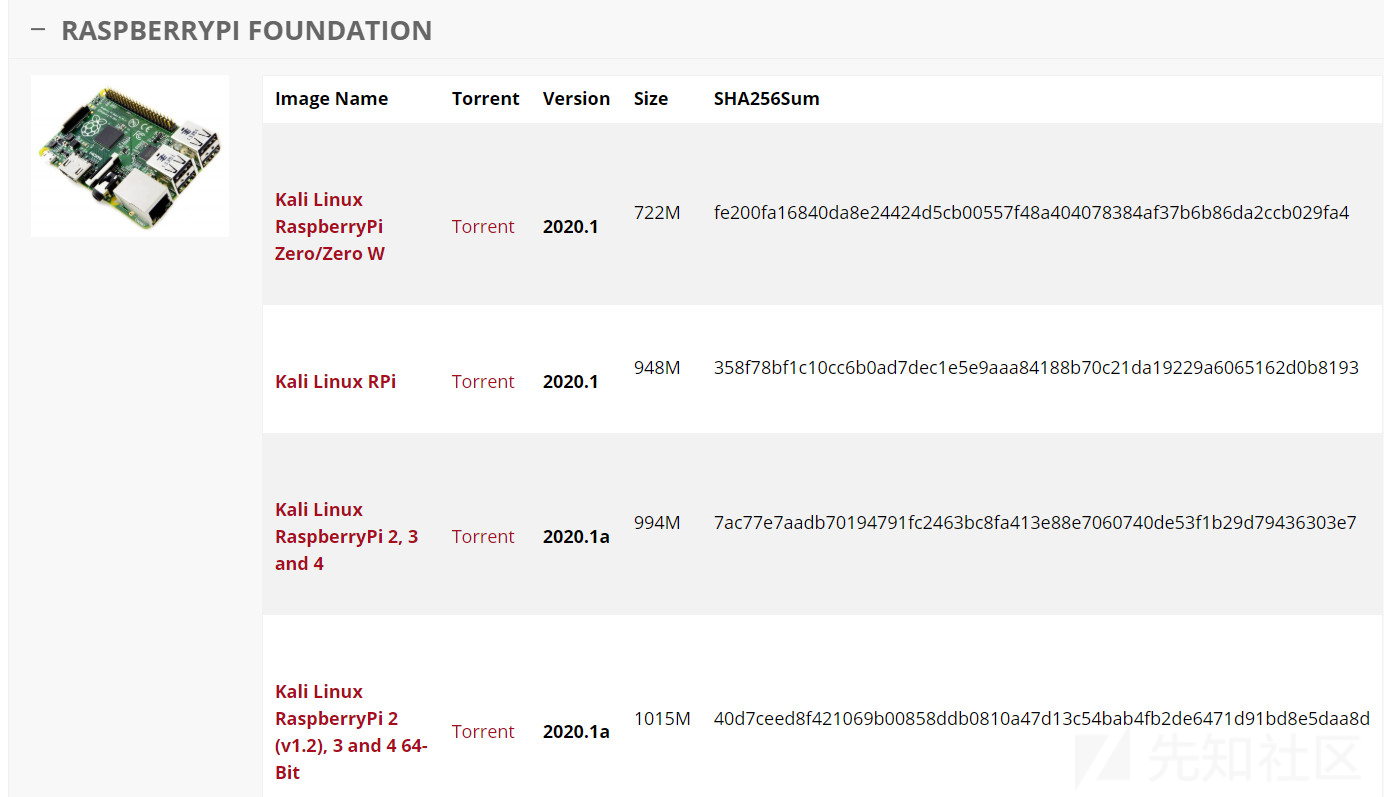 RASPBERRYPI FOUNDATION
Image Name Torrent Version Size SHA256Sum
Kali Linux
RaspberryPi
Zero/Zero W
Torrent 2020.1 722M fe200fa16840da8e24424d5cb00557f48a404078384af37b6b86da2ccb029fa4
Kali Linux RPi Torrent 2020.1 948M 358f78bf1c10cc6b0ad7dec1e5e9aaa84188b70c21da19229a6065162d0b8193
Kali Linux
RaspberryPi 2, 3
and 4
Torrent 2020.1a 994M 7ac77e7aadb70194791fc2463bc8fa413e88e7060740de53f1b29d79436303e7
Kali Linux
RaspberryPi 2
(v1.2), 3 and 4 64-
Bit
Torrent 2020.1a 1015M 40d7ceed8f421069b00858ddb0810a47d13c54bab4fb2de6471d91bd8e5daa8d
先知社区